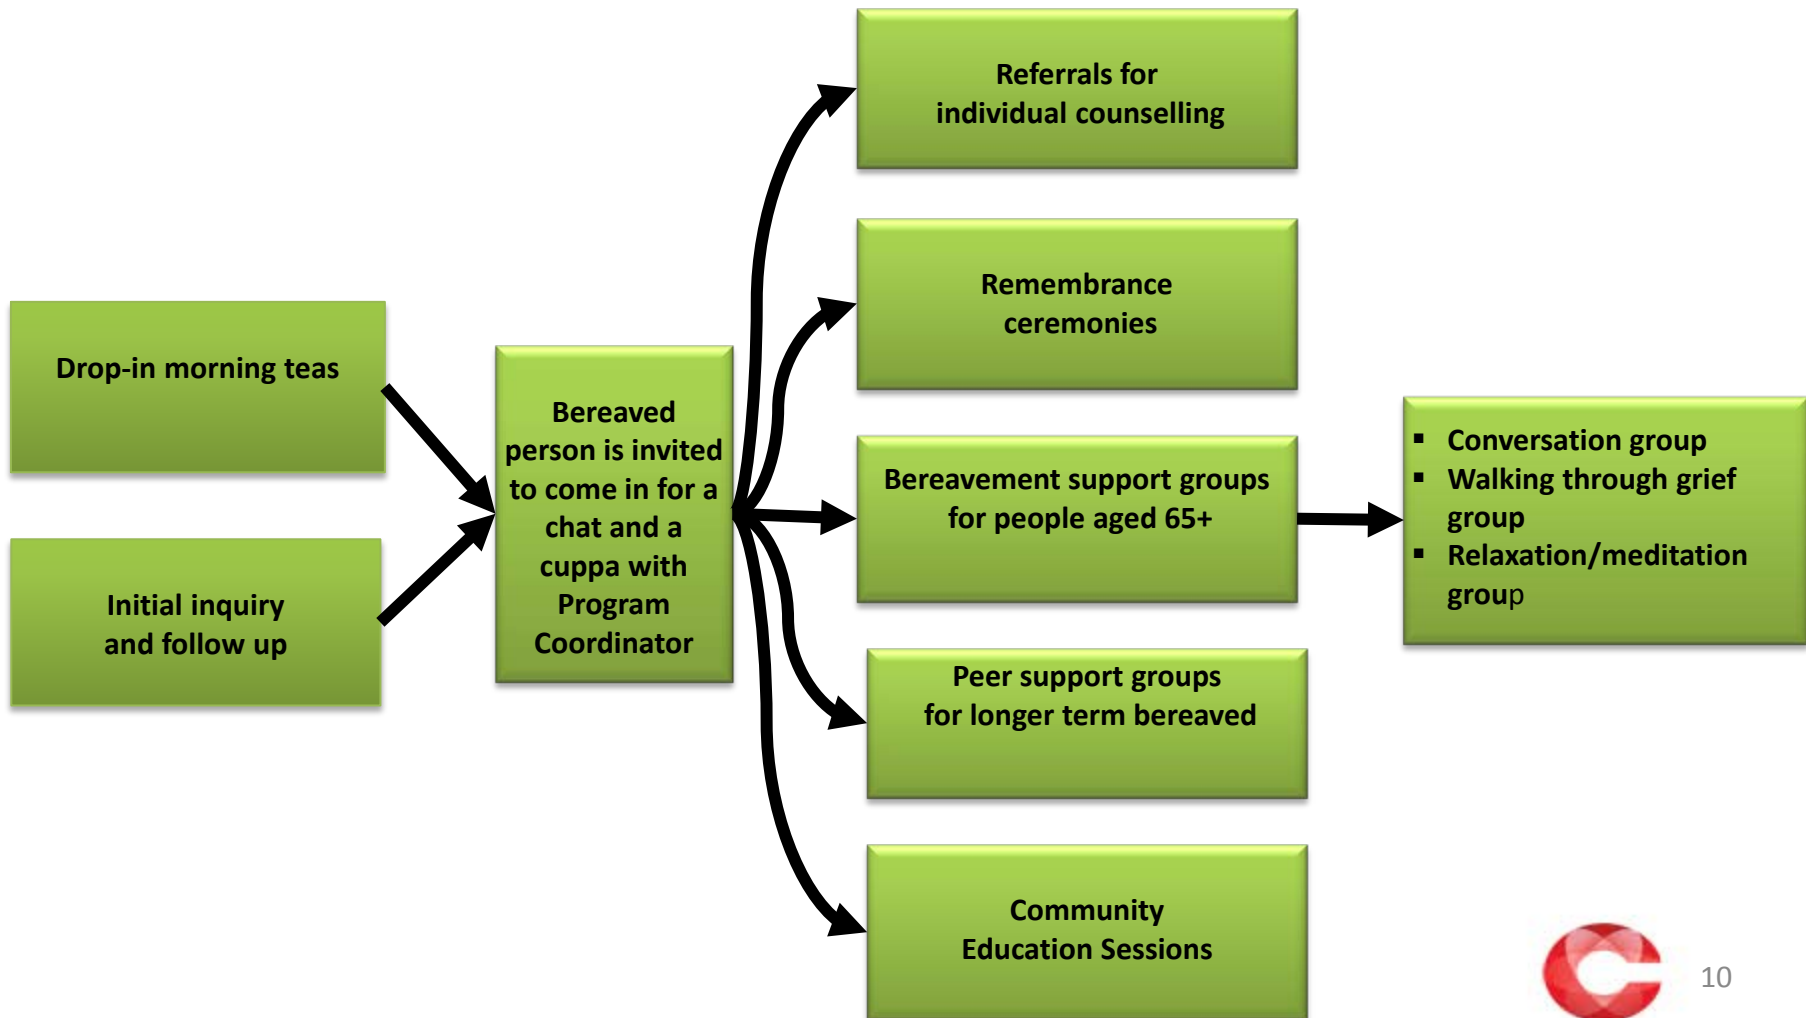 Drop-in morning teas
Initial inquiry
and follow up
Bereaved
person is invited
to come in for a
chat and a
cuppa with
Program
Coordinator
Referrals for
individual counselling
Remembrance
ceremonies
Bereavement support groups
for people aged 65+
Peer support groups
for longer term bereaved
Community
Education Sessions
▪ Conversation group
▪ Walking through grief
group
▪ Relaxation/meditation
group
10